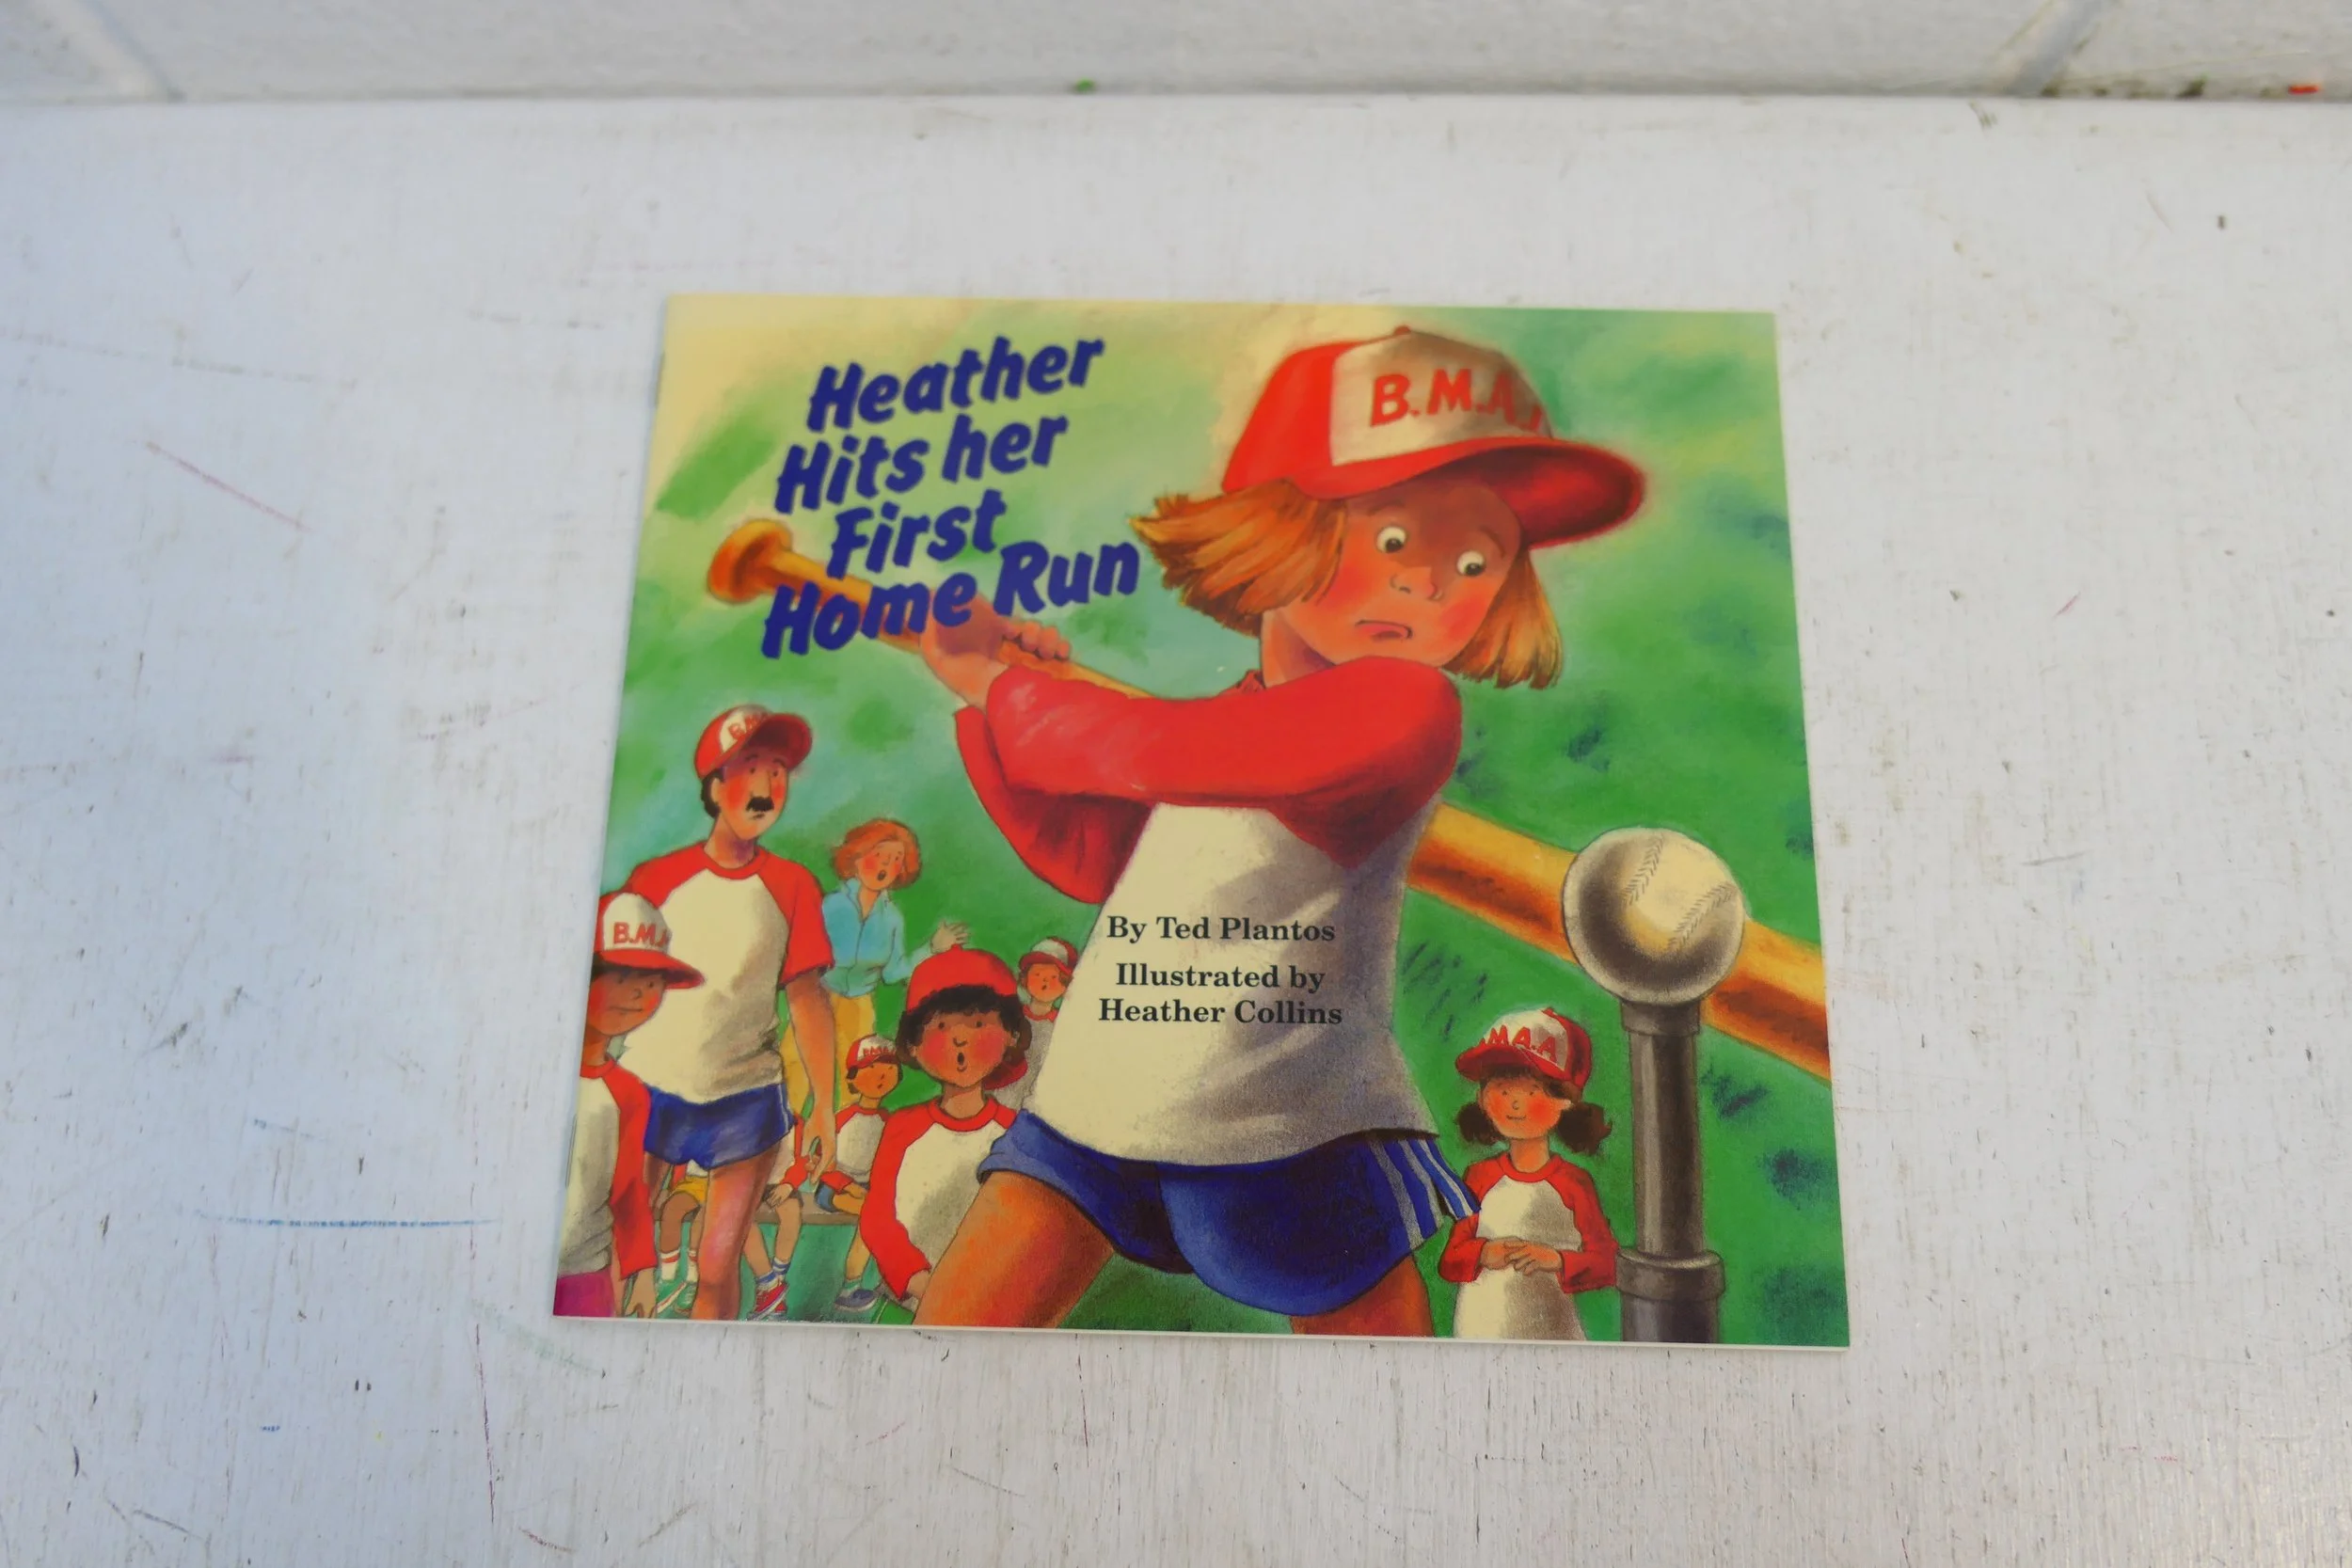 Heather
Hits her
First
Home Run
B.M.A.
By Ted Plantos
Illustrated by
Heather Collins
B.M.
M.A.A